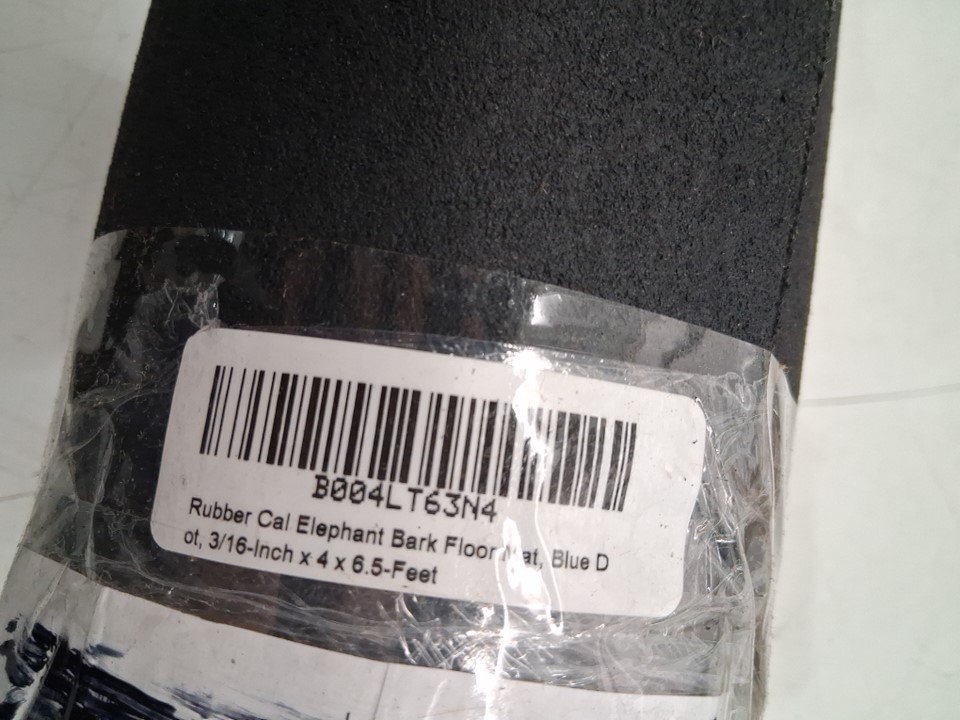 B004LT63N4
Rubber Cal Elephant Bark Floor Mat, Blue D
ot, 3/16-Inch x 4 x 6.5-Feet